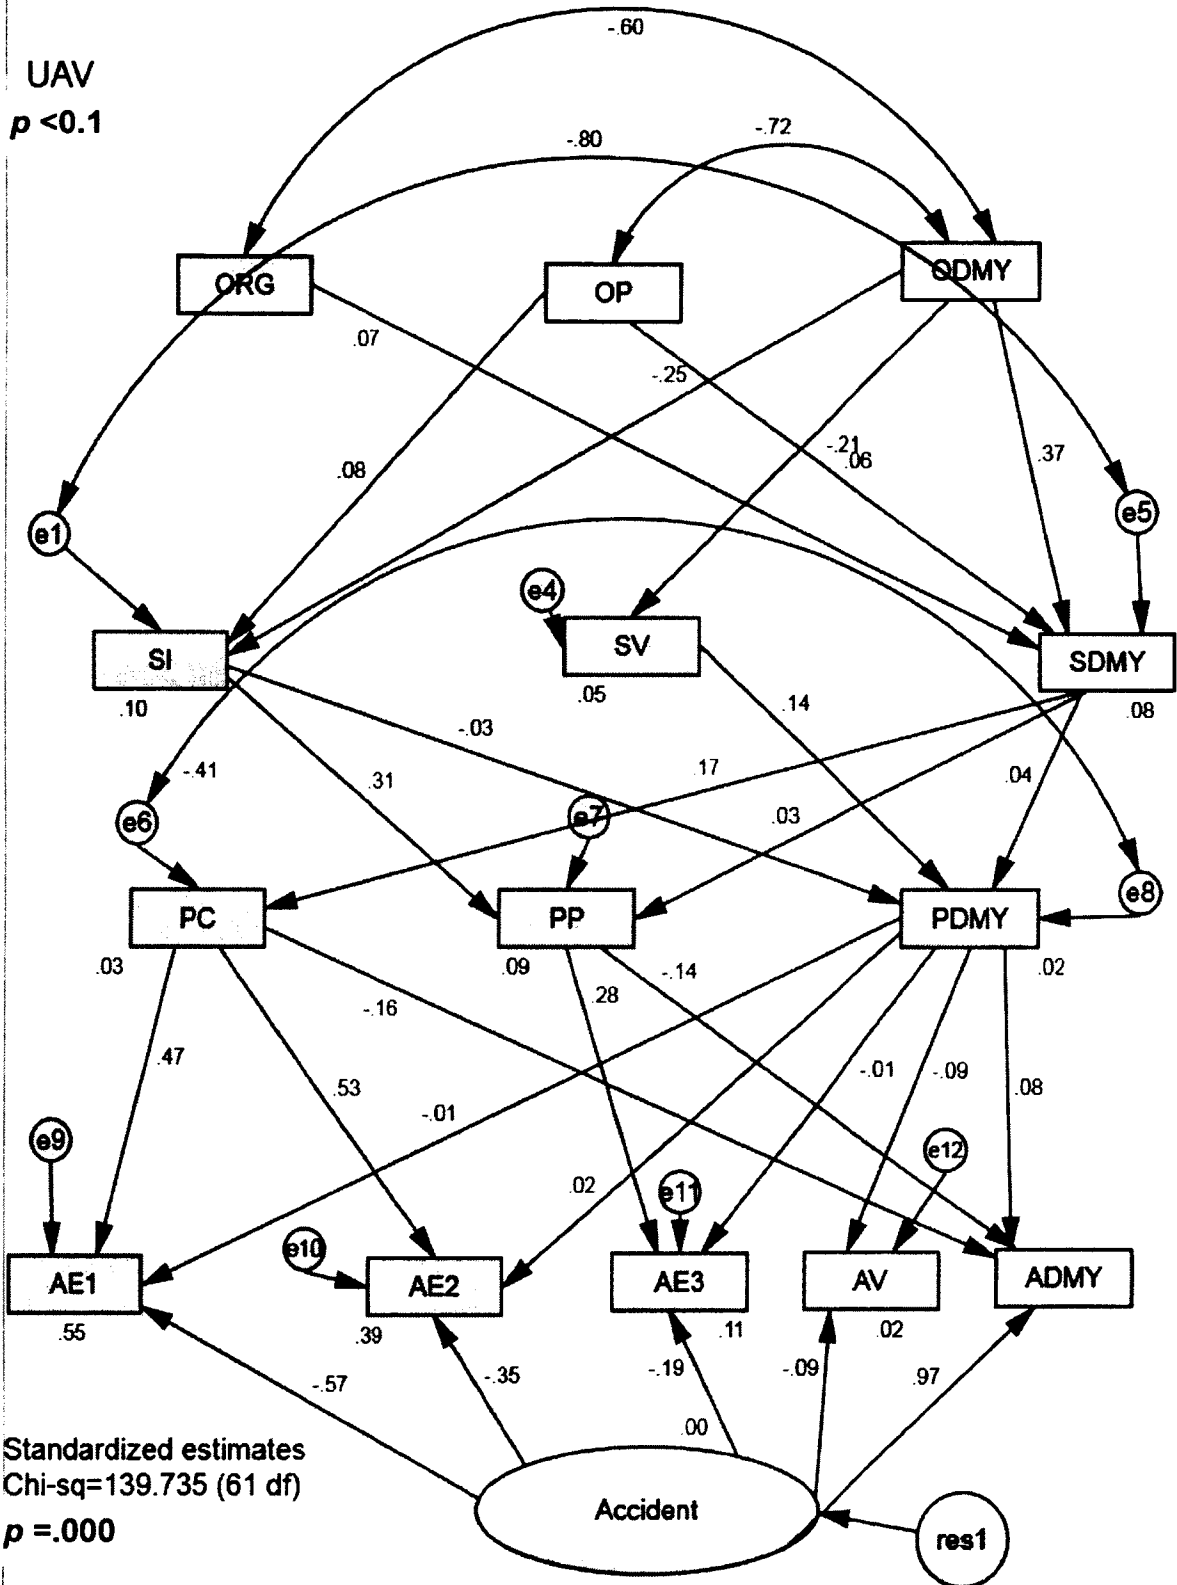 -.60
UAV
p <0.1
-.80
-.72
ORG
OP
ODMY
.07
-.25
-.21
.06
.37
.08
e1
e5
e4
SI
SV
SDMY
.10
.05
.08
-.03
.14
-.41
.31
.17
.04
.03
e6
e7
e8
PC
PP
PDMY
.03
.09
.02
-.14
.28
-.16
.47
.53
-.01
-.01
-.09
.08
e9
e12
.02
e11
e10
AE1
AE2
AE3
AV
ADMY
.55
.39
.11
.02
-.57
-.35
-.19
-.09
.97
.00
Standardized estimates
Chi-sq=139.735 (61 df)
p =.000
Accident
res1